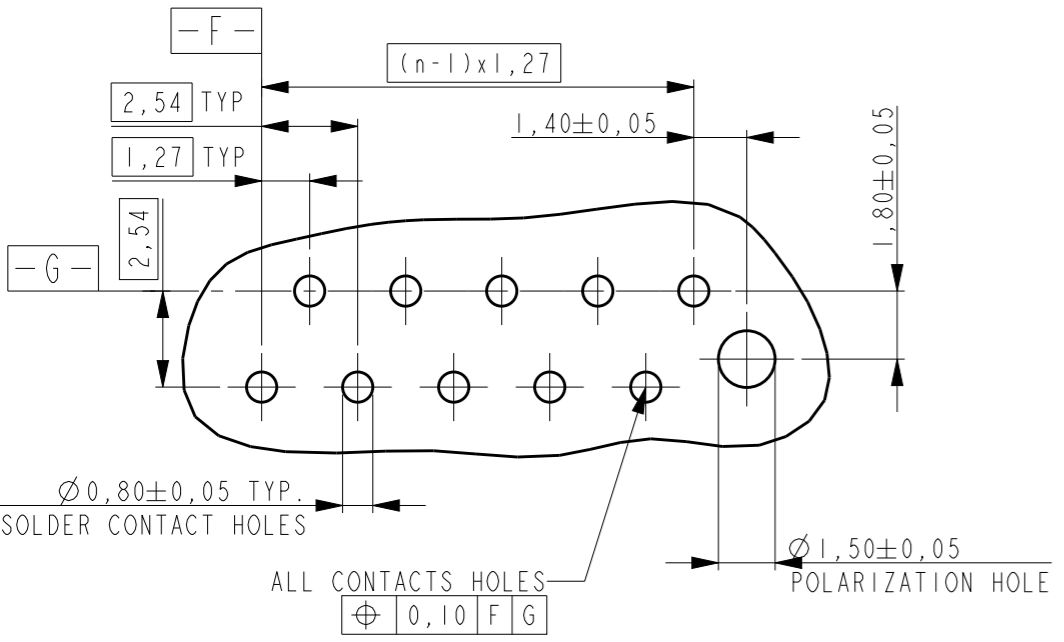 -F-
(n-1)x1,27
2,54 TYP
1,40±0,05
1,80±0,05
1,27 TYP
2,54
-G-
Ø0,80±0,05 TYP.
SOLDER CONTACT HOLES
Ø1,50±0,05
POLARIZATION HOLE
ALL CONTACTS HOLES
⌖ 0,10 F G